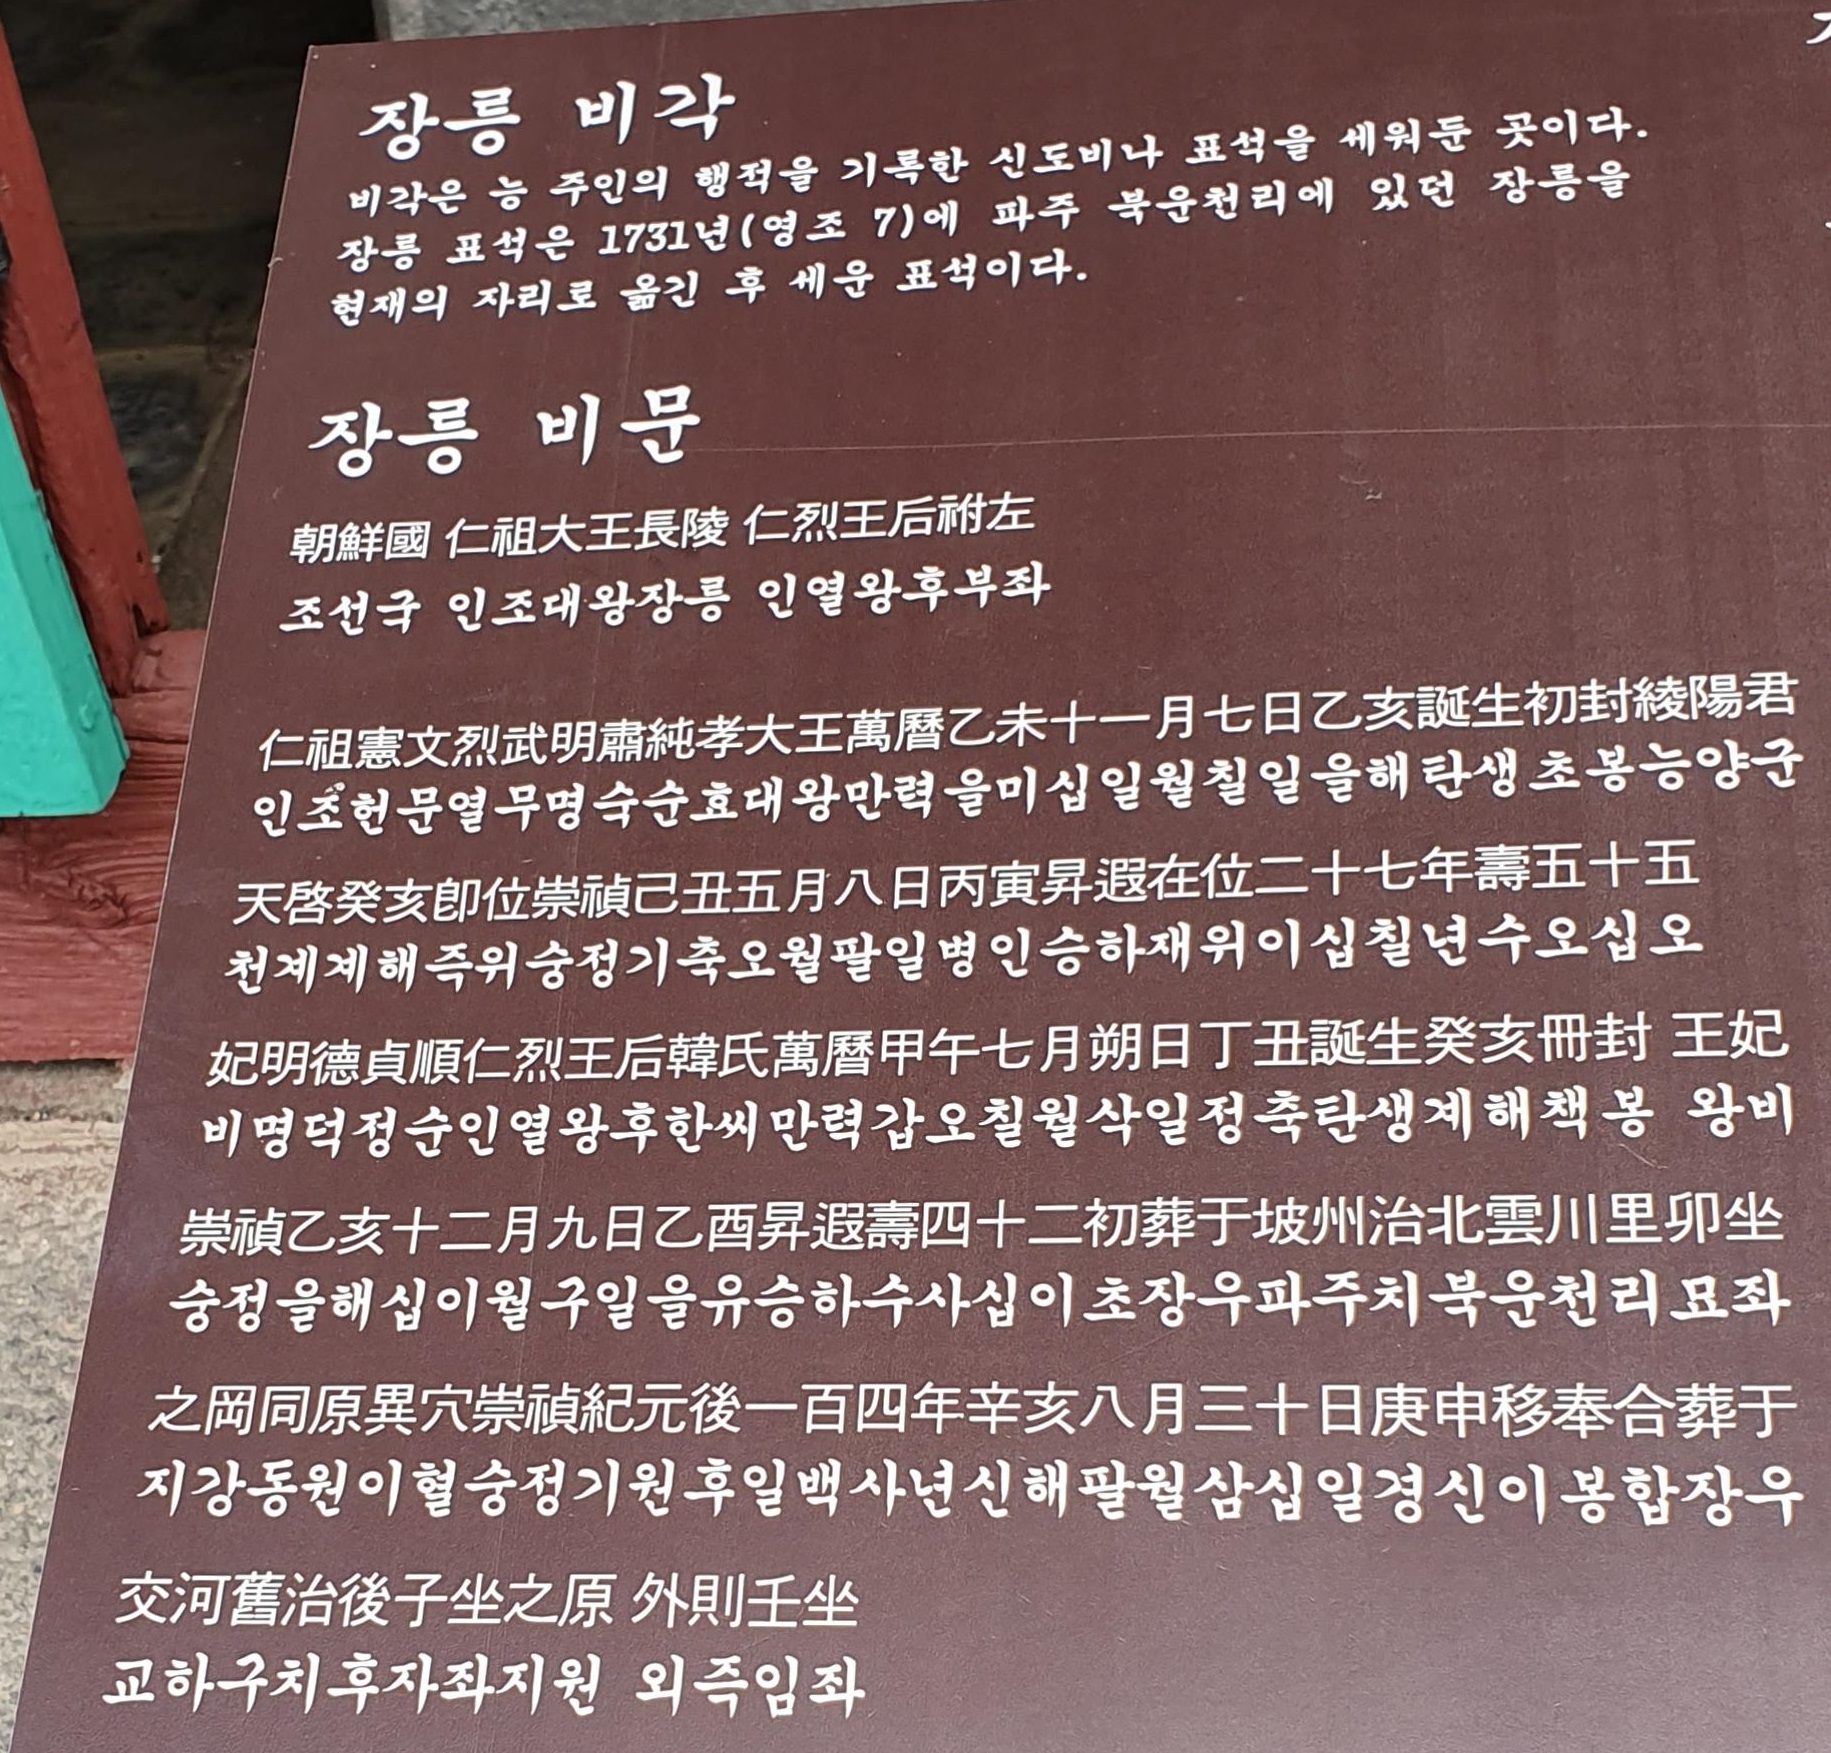 장릉 비각
비각은 능 주인의 행적을 기록한 신도비나 표석을 세워둔 곳이다.
장릉 표석은 1731년(영조 7)에 파주 북운천리에 있던 장릉을
현재의 자리로 옮긴 후 세운 표석이다.
장릉 비문
朝鮮國 仁祖大王長陵 仁烈王后祔左
조선국 인조대왕장릉 인열왕후부좌
仁祖憲文烈武明肅純孝大王萬曆乙未十一月七日乙亥誕生初封綾陽君
인조헌문열무명숙순효대왕만력을미십일월칠일을해탄생초봉능양군
天啓癸亥卽位崇禎己丑五月八日丙寅昇遐在位二十七年壽五十五
천계계해즉위숭정기축오월팔일병인승하재위이십칠년수오십오
妃明德貞順仁烈王后韓氏萬曆甲午七月朔日丁丑誕生癸亥冊封 王妃
비명덕정순인열왕후한씨만력갑오칠월삭일정축탄생계해책봉 왕비
崇禎乙亥十二月九日乙酉昇遐壽四十二初葬于坡州治北雲川里卯坐
숭정을해십이월구일을유승하수사십이초장우파주치북운천리묘좌
之岡同原異穴崇禎紀元後一百四年辛亥八月三十日庚申移奉合葬于
지강동원이혈숭정기원후일백사년신해팔월삼십일경신이봉합장우
交河舊治後子坐之原 外則壬坐
교하구치후자좌지원 외즉임좌